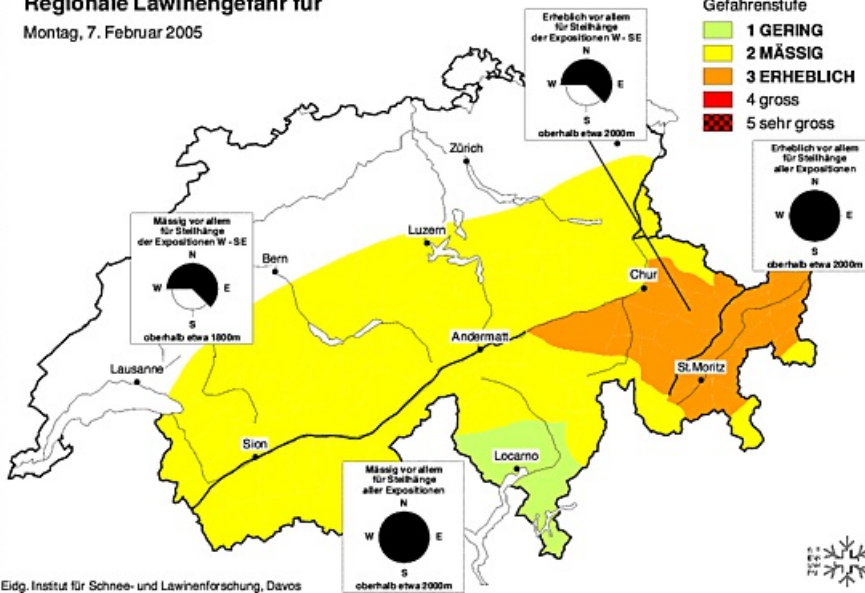 Regionale Lawinengefahr für
Montag, 7. Februar 2005
Gefahrenstufe
1 GERING
2 MÄSSIG
3 ERHEBLICH
4 gross
5 sehr gross
Erheblich vor allem
für Steilhänge
der Expositionen W - SE
N
W E
S
oberhalb etwa 2000m
Erheblich vor allem
für Steilhänge
aller Expositionen
N
W E
S
oberhalb etwa 2000m
Mässig vor allem
für Steilhänge
der Expositionen W - SE
N
W E
S
oberhalb etwa 1800m
Zürich
Luzern
Bern
Chur
Andermatt
Lausanne
St.Moritz
Sion
Locarno
Mässig vor allem
für Steilhänge
aller Expositionen
N
W E
S
oberhalb etwa 2000m
Eidg. Institut für Schnee- und Lawinenforschung, Davos